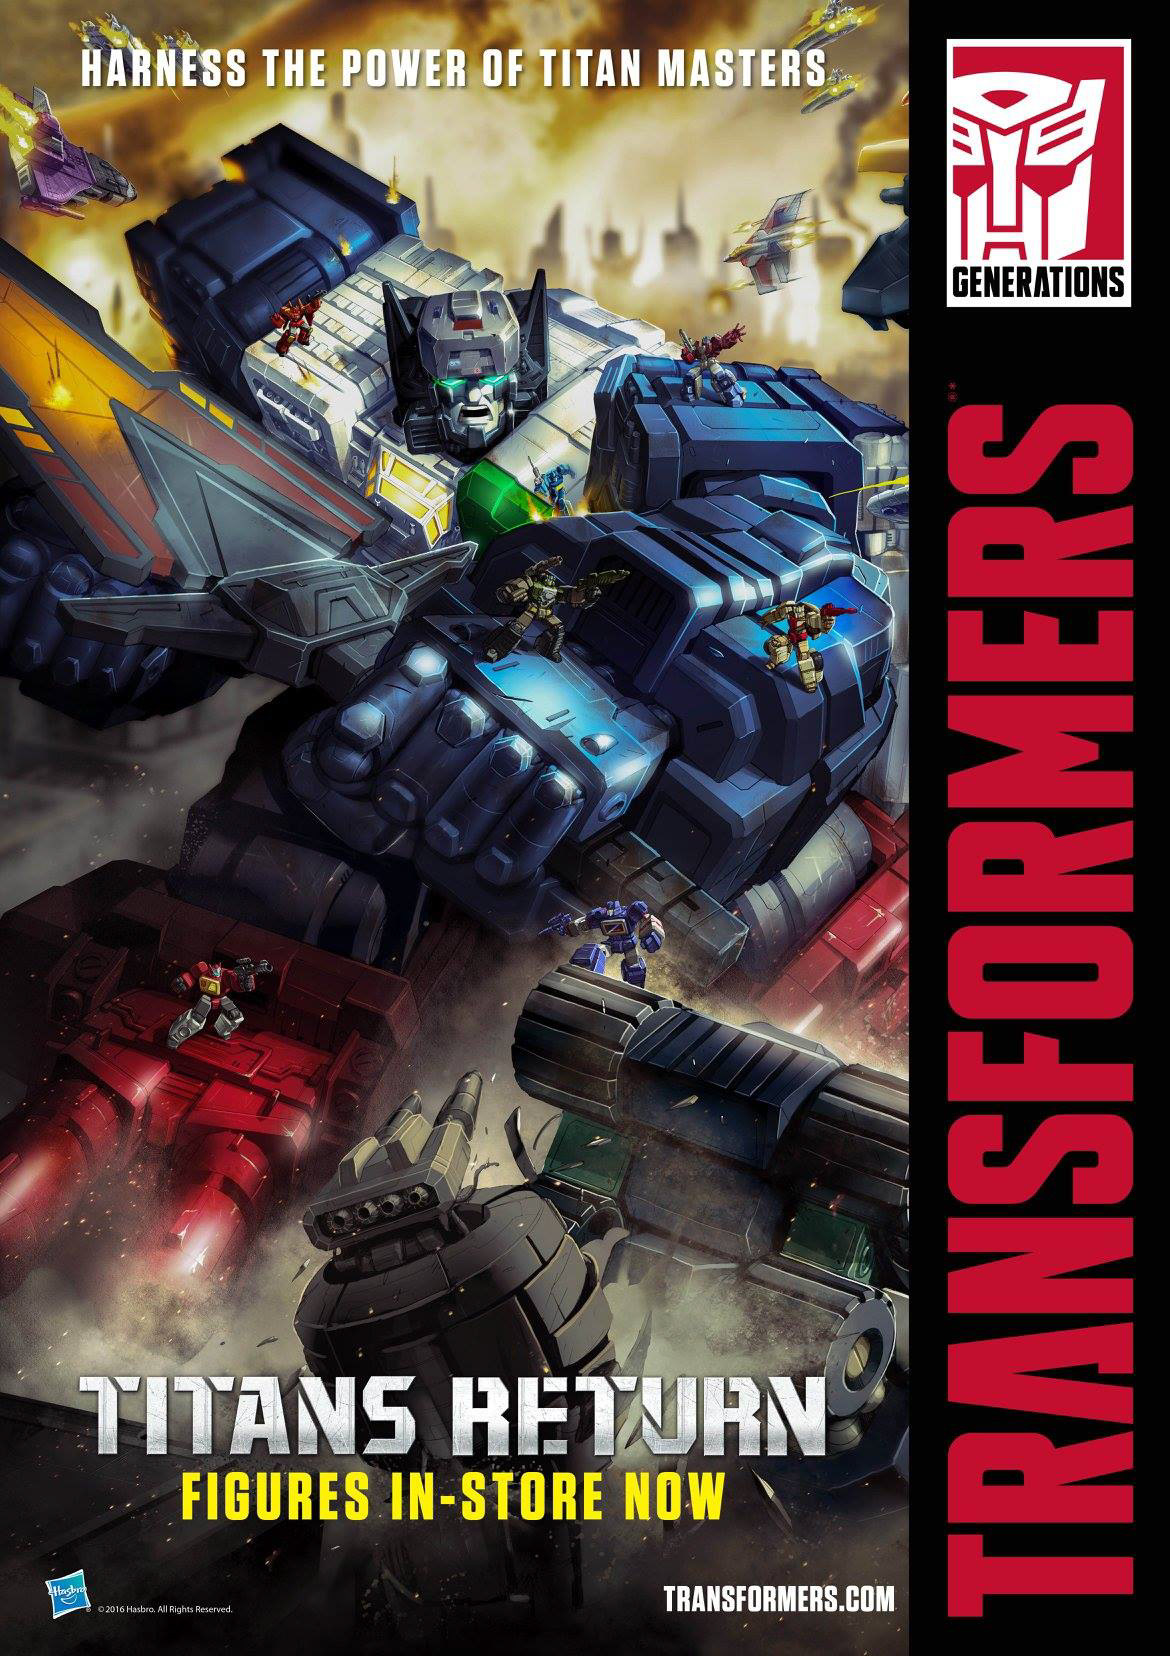 HARNESS THE POWER OF TITAN MASTERS
GENERATIONS
TRANSFORMERS
TITANS RETURN
FIGURES IN-STORE NOW
Hasbro
® © 2016 Hasbro. All Rights Reserved.
TRANSFORMERS.COM